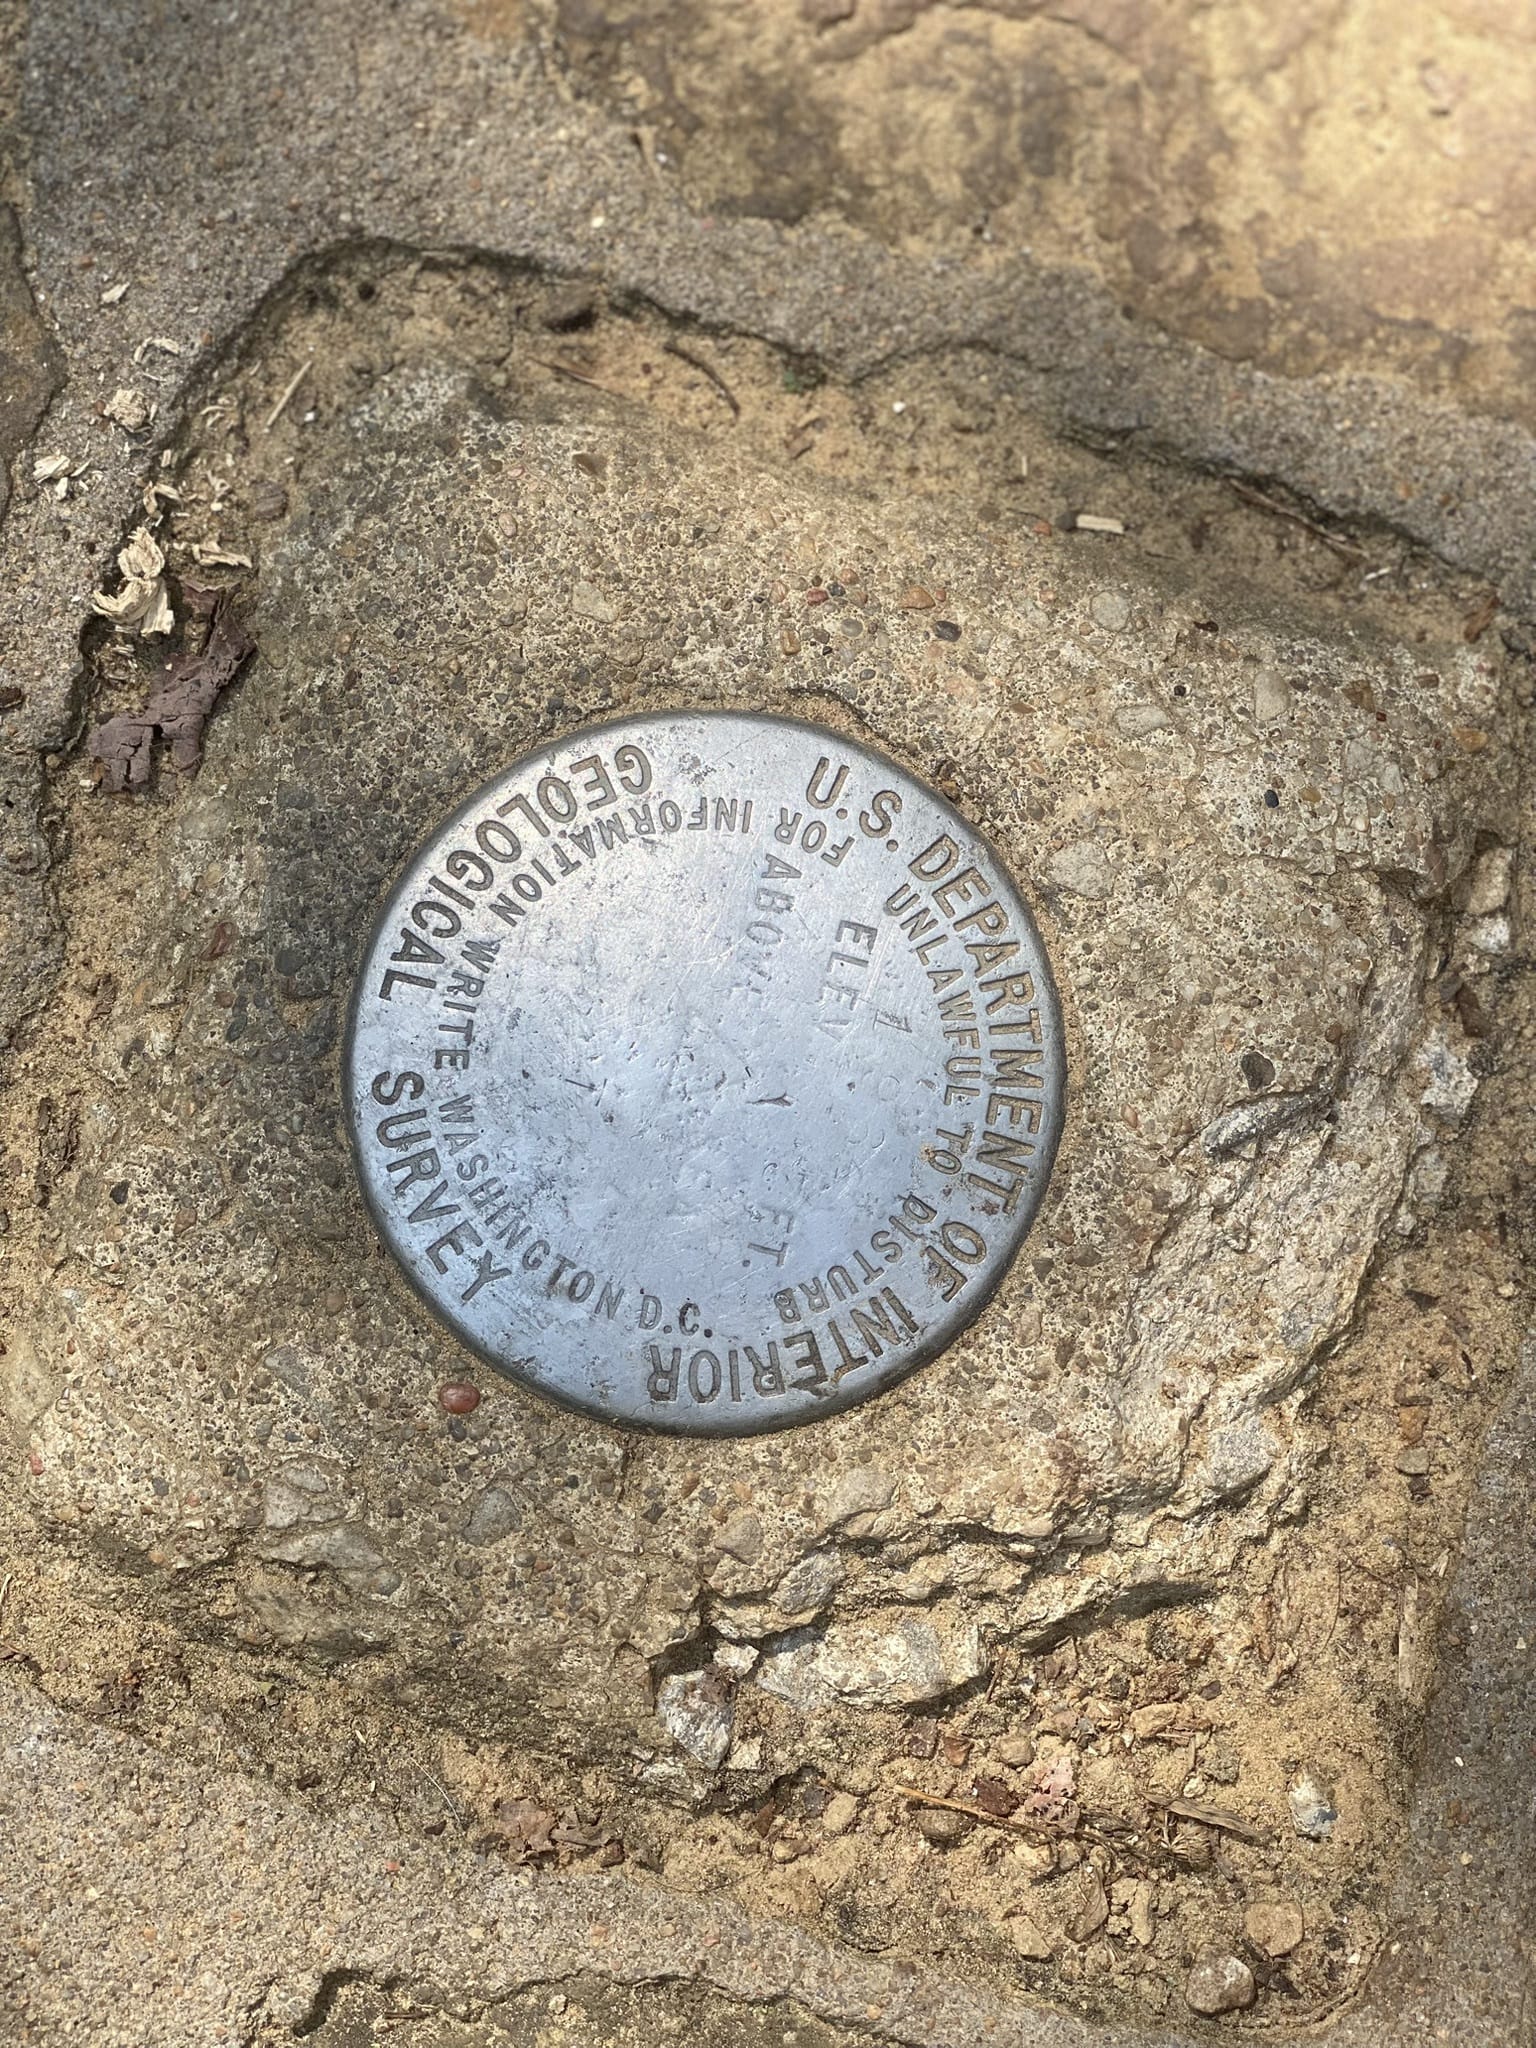 U.S. DEPARTMENT OF INTERIOR
GEOLOGICAL SURVEY
UNLAWFUL TO DISTURB
FOR INFORMATION WRITE WASHINGTON D.C.
ELEV
ABOVE
FT.